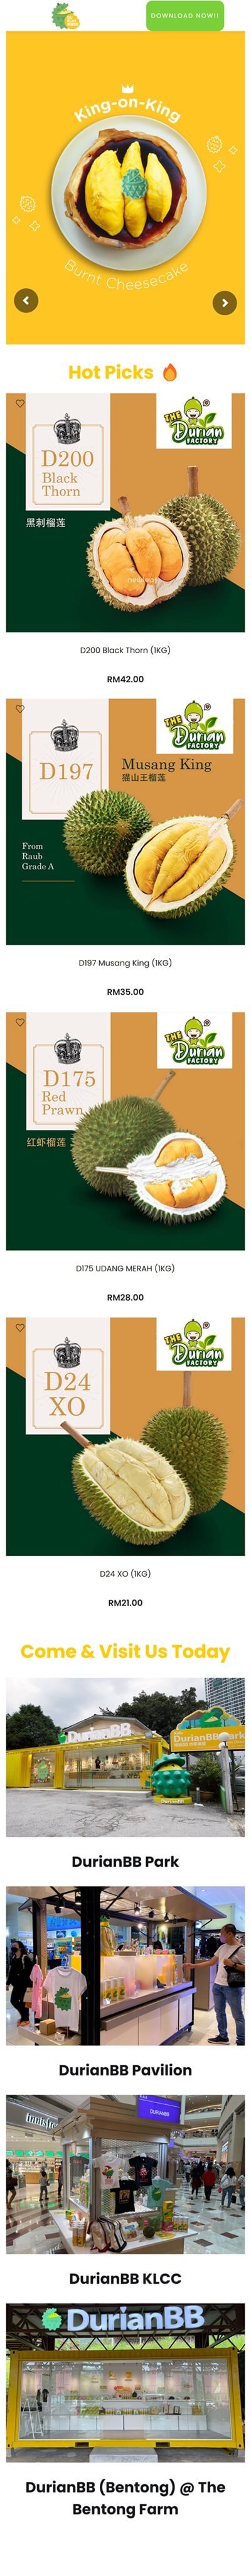 DOWNLOAD NOW!!
King-on-King
Burnt Cheesecake
Hot Picks
D200
Black
Thorn
THE
Durian
FACTORY
黑刺榴莲
D200 Black Thorn (1KG)
RM42.00
D197
THE
Durian
FACTORY
Musang King
猫山王榴莲
From
Raub
Grade A
D197 Musang King (1KG)
RM35.00
D175
Red
Prawn
THE
Durian
FACTORY
红虾榴莲
D175 UDANG MERAH (1KG)
RM28.00
D24
XO
THE
Durian
FACTORY
D24 XO (1KG)
RM21.00
Come & Visit Us Today
DurianBB
DurianBB Park
DurianBB Park
DurianBB Pavilion
innisfree
DURIANBB
DurianBB KLCC
DurianBB
DurianBB (Bentong) @ The
Bentong Farm